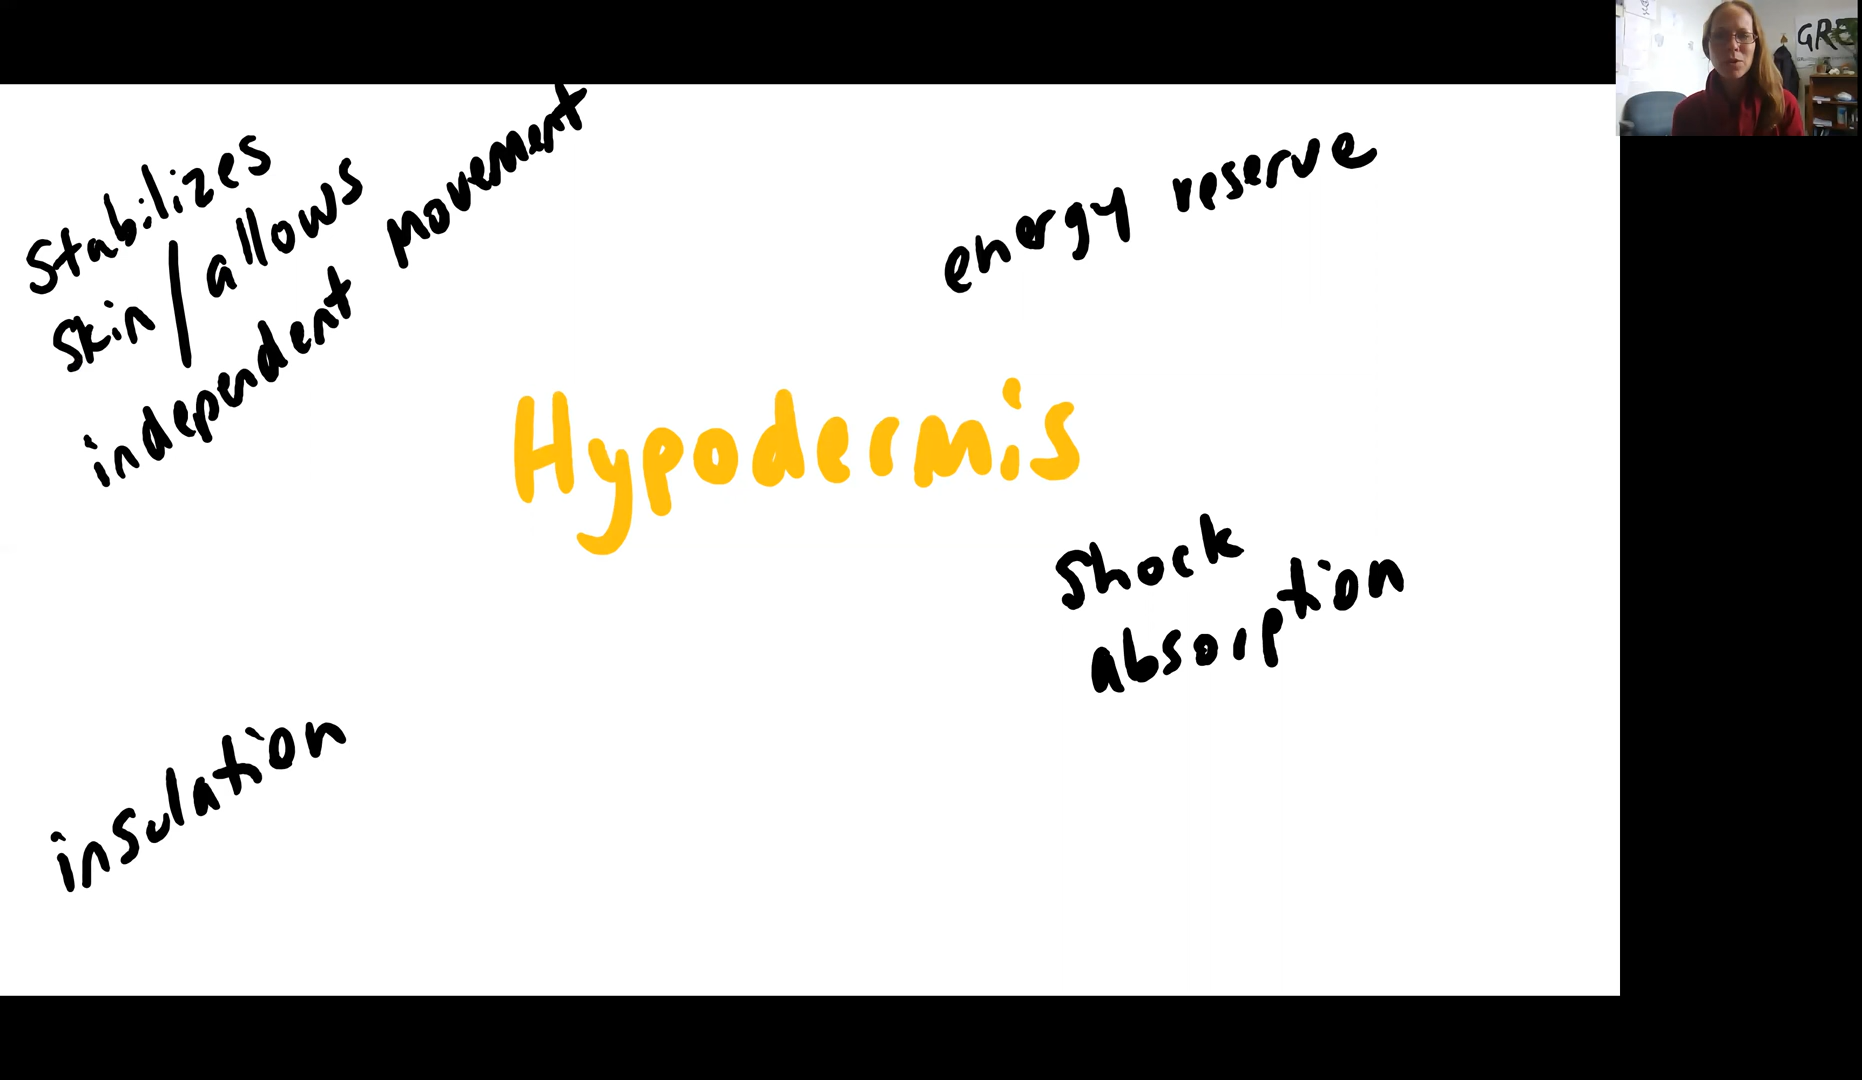 Stabilizes
skin / allows
independent movement
energy reserve
Hypodermis
shock
absorption
insulation
GRE